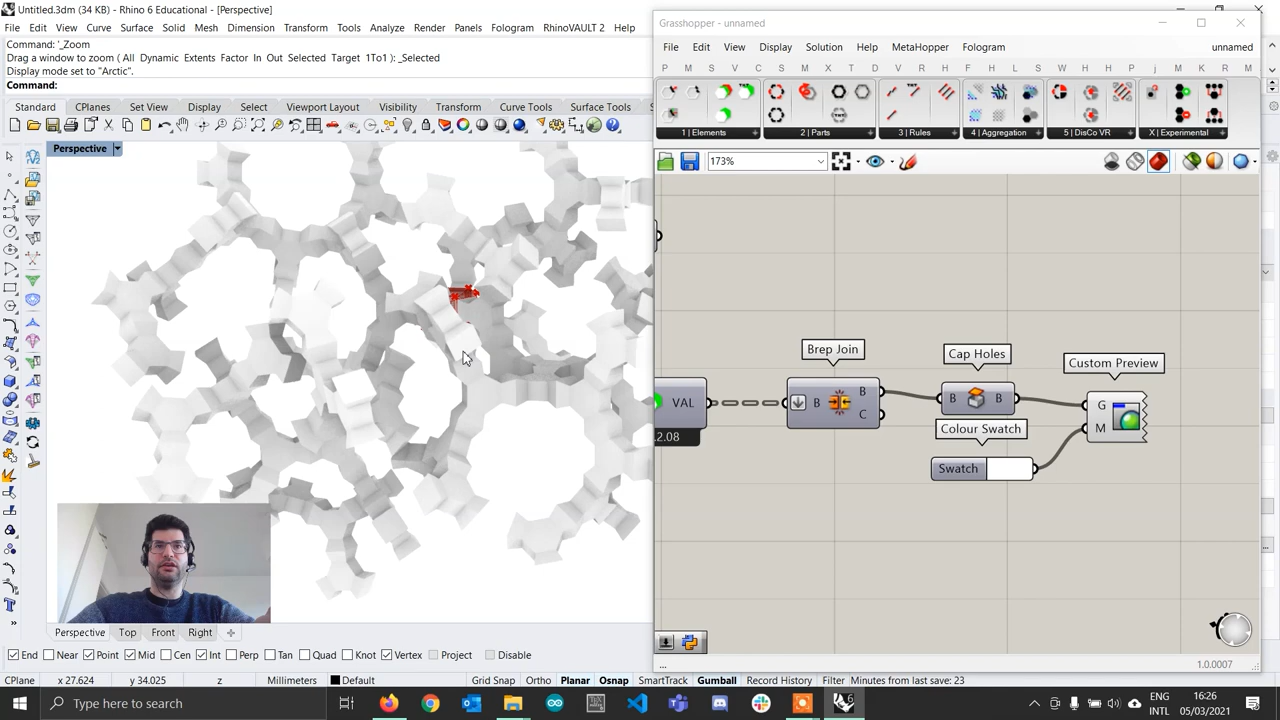 Untitled.3dm (34 KB) - Rhino 6 Educational - [Perspective]
File Edit View Curve Surface Solid Mesh Dimension Transform Tools Analyze Render Panels Fologram RhinoVAULT 2 Help
Command: '_Zoom
Drag a window to zoom ( All Dynamic Extents Factor In Out Selected Target 1To1 ): _Selected
Display mode set to "Arctic".
Command:
Standard CPlanes Set View Display Select Viewport Layout Visibility Transform Curve Tools Surface Tools
Perspective
Grasshopper - unnamed
File Edit View Display Solution Help MetaHopper Fologram unnamed
P M S V C S M X T D V C R H F O L S D H H X M S j M K R M
1 | Elements 2 | Parts 3 | Rules 4 | Aggregation 5 | DisCo VR X | Experimental
173%
Brep Join
Cap Holes
Custom Preview
VAL
B B C
B B
G
M
2.08
Colour Swatch
Swatch
1.0.0007
...
Perspective Top Front Right
End Near Point Mid Cen Int Perp Tan Quad Knot Vertex Project Disable
CPlane x 27.624 y 34.025 z Millimeters Default Grid Snap Ortho Planar Osnap SmartTrack Gumball Record History Filter Minutes from last save: 23
Type here to search
ENG
INTL
16:26
05/03/2021